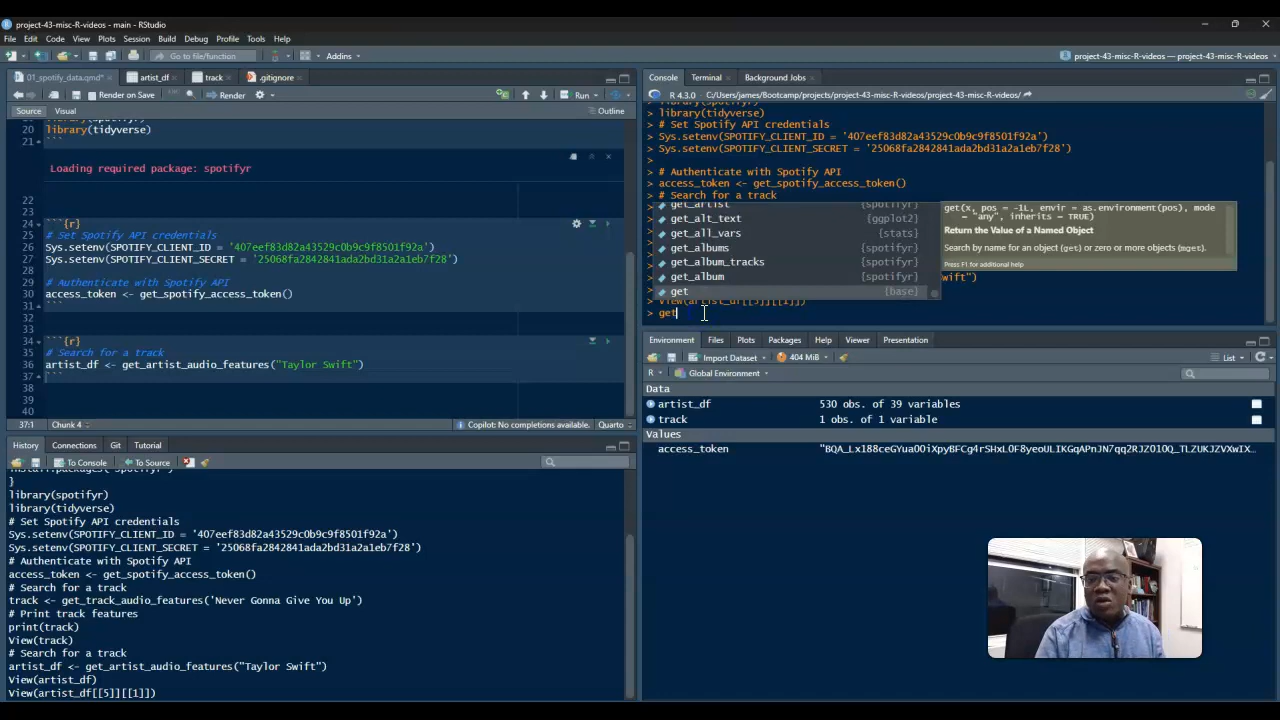 project-43-misc-R-videos - main - RStudio
File Edit Code View Plots Session Build Debug Profile Tools Help
Go to file/function
Addins
project-43-misc-R-videos — project-43-misc-R-videos
01_spotify_data.qmd*
artist_df
track
.gitignore
Render on Save
Render
Run
Source
Visual
Outline
20 library(tidyverse)
21 ```
Loading required package: spotifyr
22
23
24 ```{r}
25 # Set Spotify API credentials
26 Sys.setenv(SPOTIFY_CLIENT_ID = '407eef83d82a43529c0b9c9f8501f92a')
27 Sys.setenv(SPOTIFY_CLIENT_SECRET = '25068fa2842841ada2bd31a2a1eb7f28')
28
29 # Authenticate with Spotify API
30 access_token <- get_spotify_access_token()
31 ```
32
33
34 ```{r}
35 # Search for a track
36 artist_df <- get_artist_audio_features("Taylor Swift")
37 ```
38
39
40
37:1
Chunk 4
Copilot: No completions available.
Quarto
History
Connections
Git
Tutorial
To Console
To Source
}
library(spotifyr)
library(tidyverse)
# Set Spotify API credentials
Sys.setenv(SPOTIFY_CLIENT_ID = '407eef83d82a43529c0b9c9f8501f92a')
Sys.setenv(SPOTIFY_CLIENT_SECRET = '25068fa2842841ada2bd31a2a1eb7f28')
# Authenticate with Spotify API
access_token <- get_spotify_access_token()
# Search for a track
track <- get_track_audio_features('Never Gonna Give You Up')
# Print track features
print(track)
View(track)
# Search for a track
artist_df <- get_artist_audio_features("Taylor Swift")
View(artist_df)
View(artist_df[[5]][[1]])
Console
Terminal
Background Jobs
R 4.3.0 · C:/Users/james/Bootcamp/projects/project-43-misc-R-videos/project-43-misc-R-videos/
> library(tidyverse)
> # Set Spotify API credentials
> Sys.setenv(SPOTIFY_CLIENT_ID = '407eef83d82a43529c0b9c9f8501f92a')
> Sys.setenv(SPOTIFY_CLIENT_SECRET = '25068fa2842841ada2bd31a2a1eb7f28')
>
> # Authenticate with Spotify API
> access_token <- get_spotify_access_token()
> # Search for a track
get_artist {spotifyr}
get_alt_text {ggplot2}
get_all_vars {stats}
get_albums {spotifyr}
get_album_tracks {spotifyr}
get_album {spotifyr}
get {base}
get(x, pos = -1L, envir = as.environment(pos), mode
= "any", inherits = TRUE)
Return the Value of a Named Object
Search by name for an object (get) or zero or more objects (mget).
Press F1 for additional help
wift")
> View(artist_df[[5]][[1]])
> get
Environment
Files
Plots
Packages
Help
Viewer
Presentation
Import Dataset
404 MiB
List
R
Global Environment
Data
artist_df 530 obs. of 39 variables
track 1 obs. of 1 variable
Values
access_token